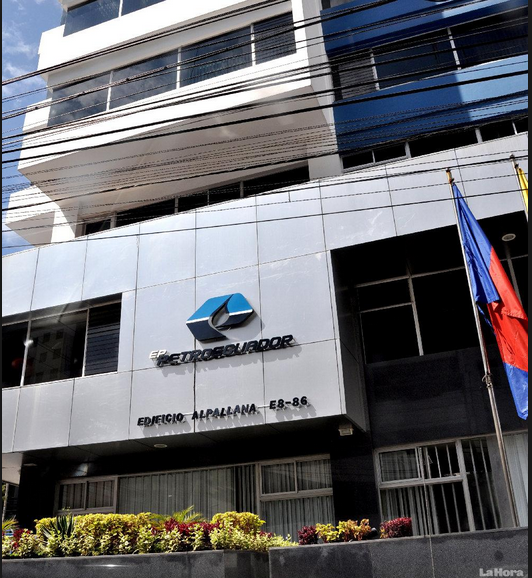 EP PETROECUADOR
EDIFICIO ALPALLANA E8-86
LaHora